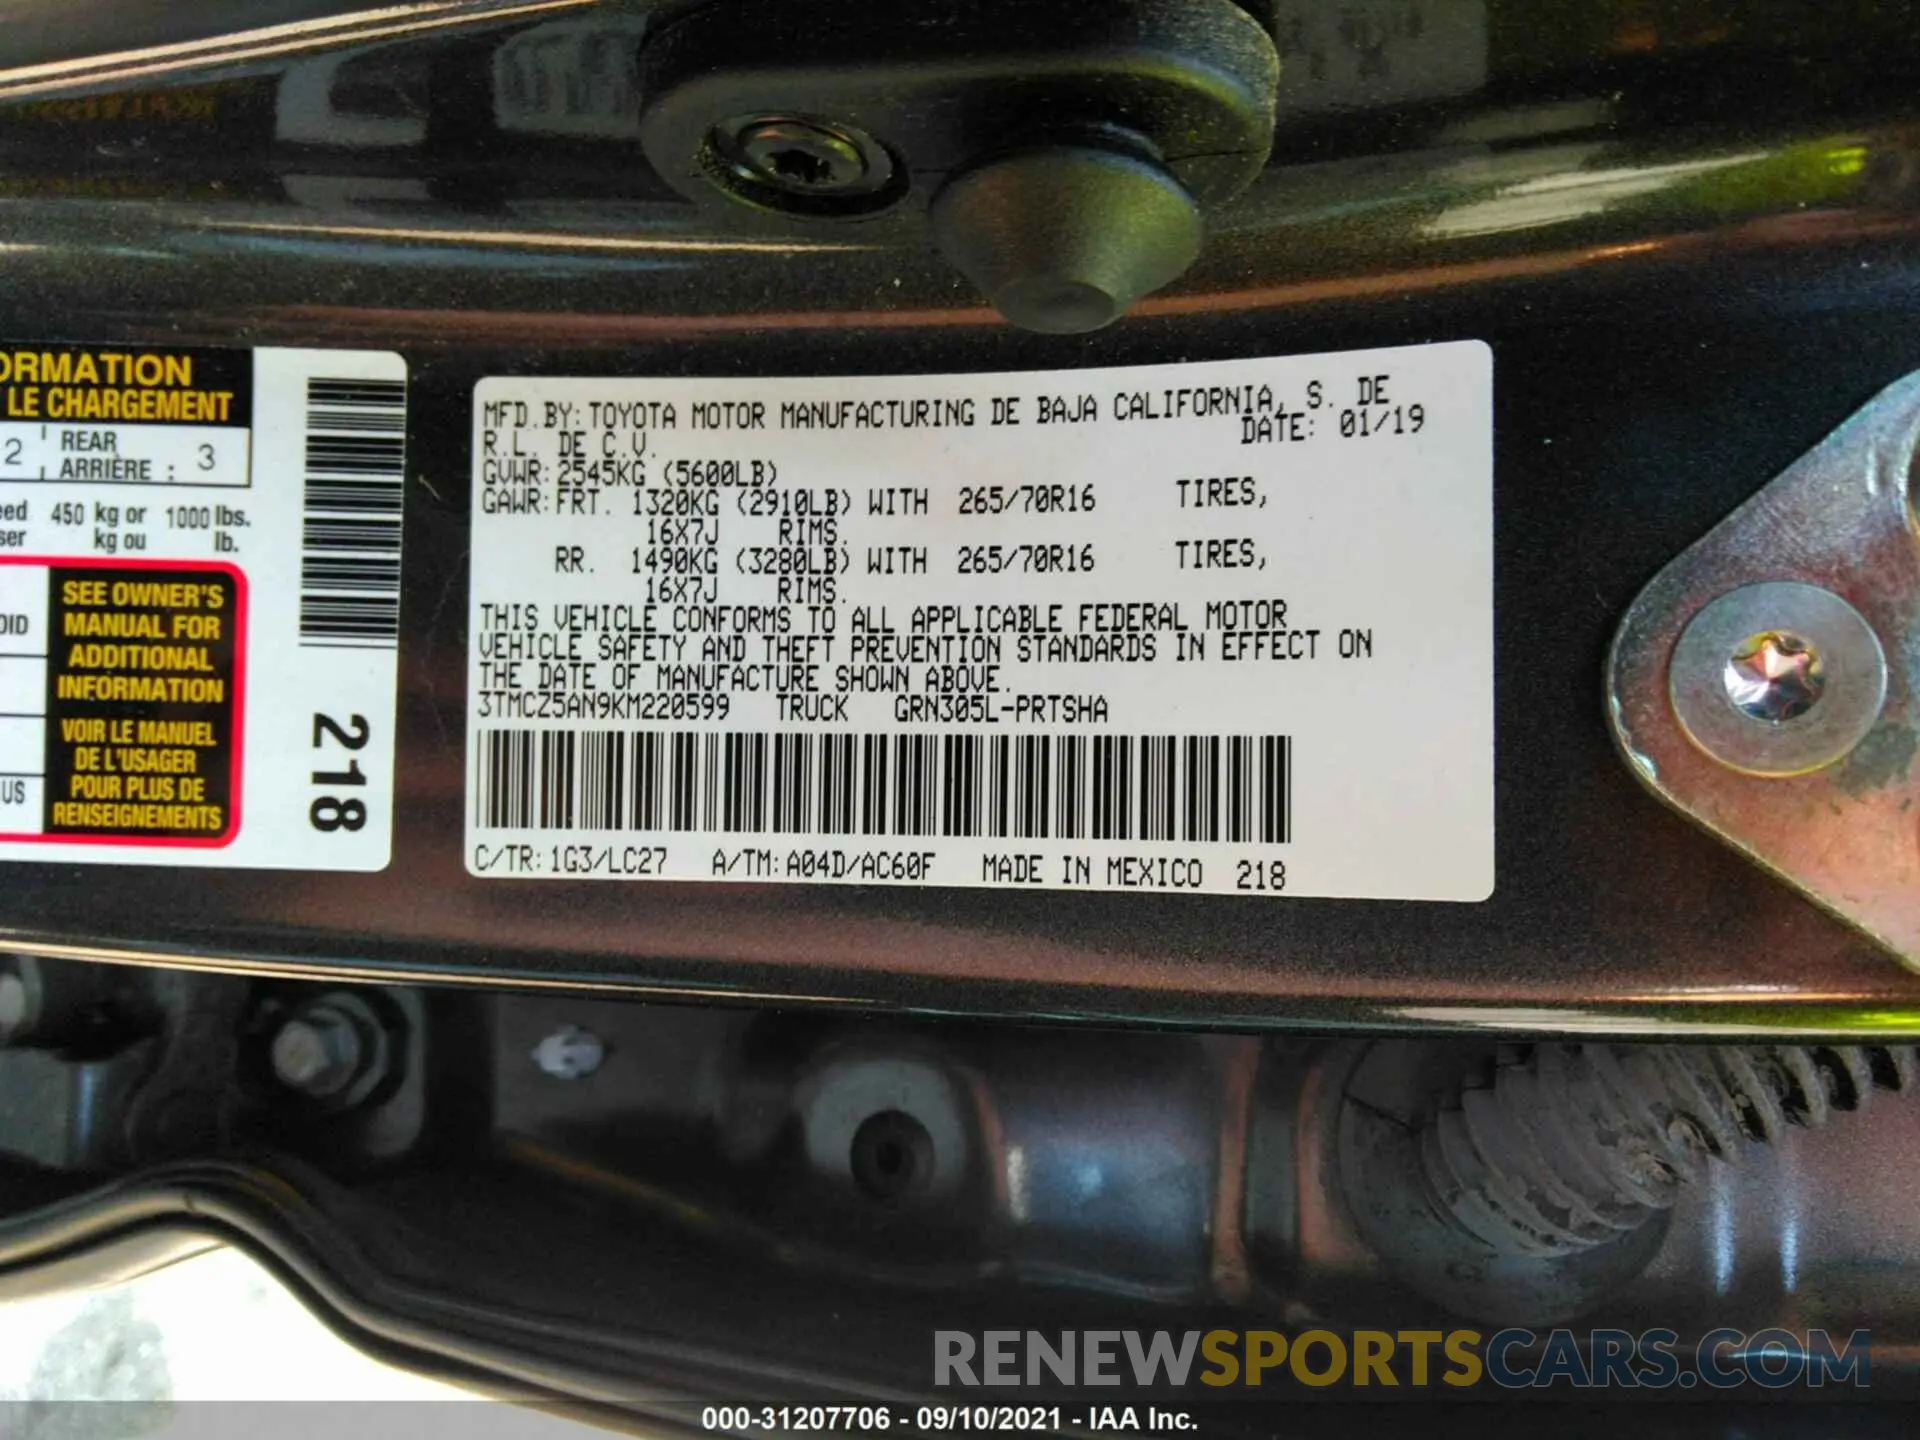 ORMATION
LE CHARGEMENT
2 REAR
ARRIÈRE : 3
eed 450 kg or 1000 lbs.
ser kg ou lb.
SEE OWNER'S
OID MANUAL FOR
ADDITIONAL
INFORMATION
VOIR LE MANUEL
DE L'USAGER
US POUR PLUS DE
RENSEIGNEMENTS
218
MFD.BY: TOYOTA MOTOR MANUFACTURING DE BAJA CALIFORNIA, S. DE
R.L. DE C.V. DATE: 01/19
GVWR: 2545KG (5600LB)
GAWR: FRT. 1320KG (2910LB) WITH 265/70R16 TIRES,
16X7J RIMS.
RR. 1490KG (3280LB) WITH 265/70R16 TIRES,
16X7J RIMS.
THIS VEHICLE CONFORMS TO ALL APPLICABLE FEDERAL MOTOR
VEHICLE SAFETY AND THEFT PREVENTION STANDARDS IN EFFECT ON
THE DATE OF MANUFACTURE SHOWN ABOVE.
3TMCZ5AN9KM220599 TRUCK GRN305L-PRTSHA
C/TR: 1G3/LC27 A/TM: A04D/AC60F MADE IN MEXICO 218
RENEWSPORTSCARS.COM
000-31207706 - 09/10/2021 - IAA Inc.